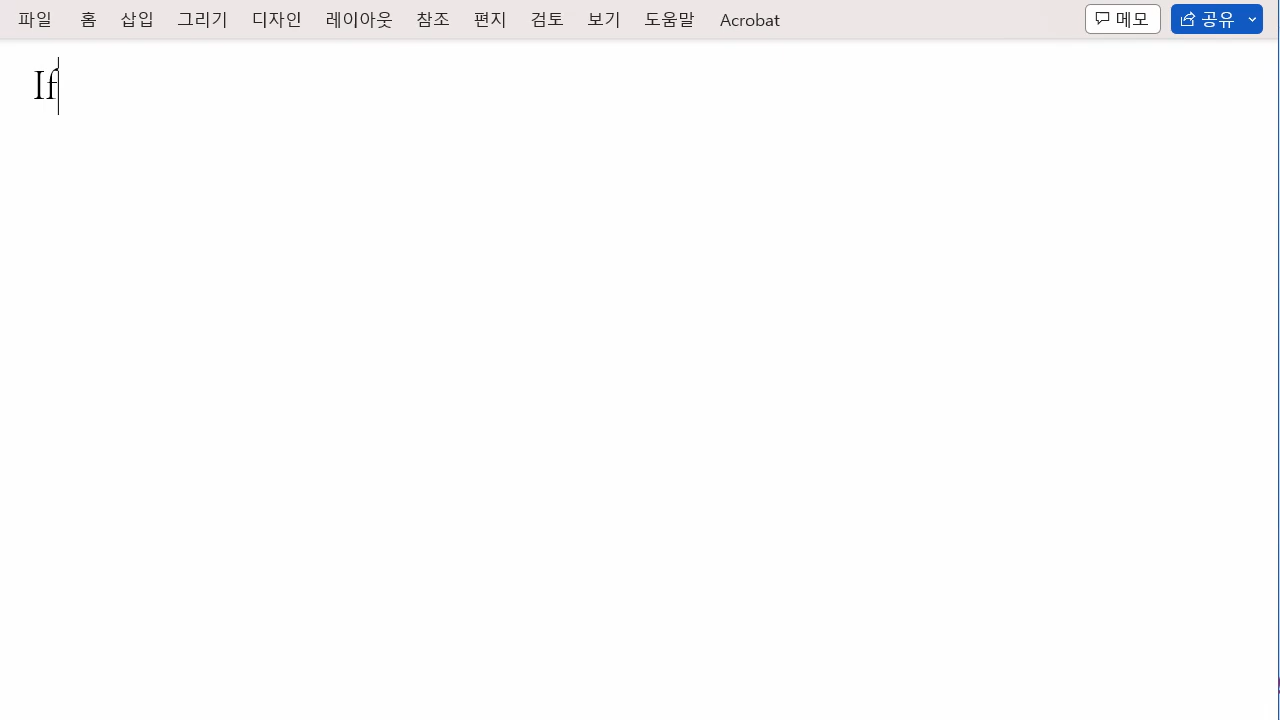 파일 홈 삽입 그리기 디자인 레이아웃 참조 편지 검토 보기 도움말 Acrobat 메모 공유
If